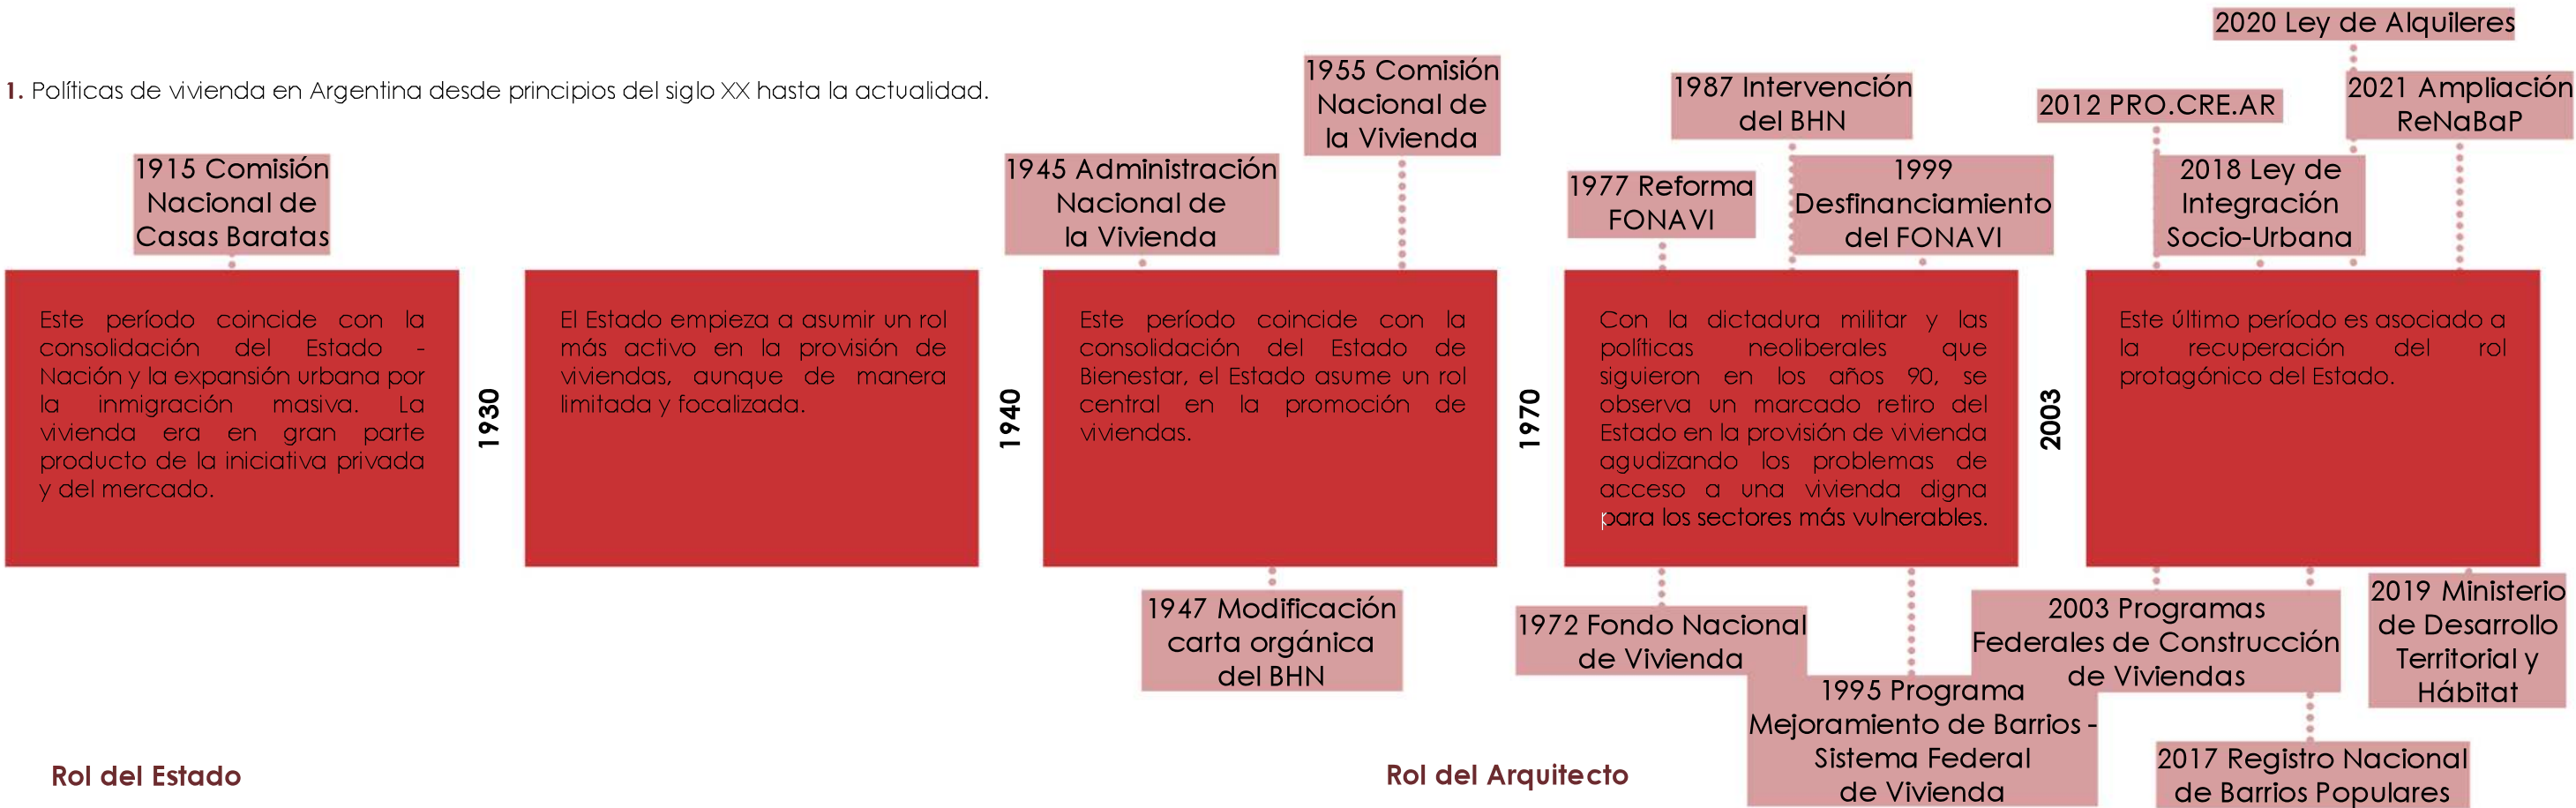 1. Políticas de vivienda en Argentina desde principios del siglo XX hasta la actualidad.
1915 Comisión
Nacional de
Casas Baratas
1945 Administración
Nacional de
la Vivienda
1955 Comisión
Nacional de
la Vivienda
1977 Reforma
FONAVI
1987 Intervención
del BHN
1999
Desfinanciamiento
del FONAVI
2012 PRO.CRE.AR
2018 Ley de
Integración
Socio-Urbana
2020 Ley de Alquileres
2021 Ampliación
ReNaBaP
Este período coincide con la
consolidación del Estado -
Nación y la expansión urbana por
la inmigración masiva. La
vivienda era en gran parte
producto de la iniciativa privada
y del mercado.
1930
El Estado empieza a asumir un rol
más activo en la provisión de
viviendas, aunque de manera
limitada y focalizada.
1940
Este período coincide con la
consolidación del Estado de
Bienestar, el Estado asume un rol
central en la promoción de
viviendas.
1970
Con la dictadura militar y las
políticas neoliberales que
siguieron en los años 90, se
observa un marcado retiro del
Estado en la provisión de vivienda
agudizando los problemas de
acceso a una vivienda digna
para los sectores más vulnerables.
2003
Este último período es asociado a
la recuperación del rol
protagónico del Estado.
1947 Modificación
carta orgánica
del BHN
1972 Fondo Nacional
de Vivienda
1995 Programa
Mejoramiento de Barrios -
Sistema Federal
de Vivienda
2003 Programas
Federales de Construcción
de Viviendas
2017 Registro Nacional
de Barrios Populares
2019 Ministerio
de Desarrollo
Territorial y
Hábitat
Rol del Estado
Rol del Arquitecto